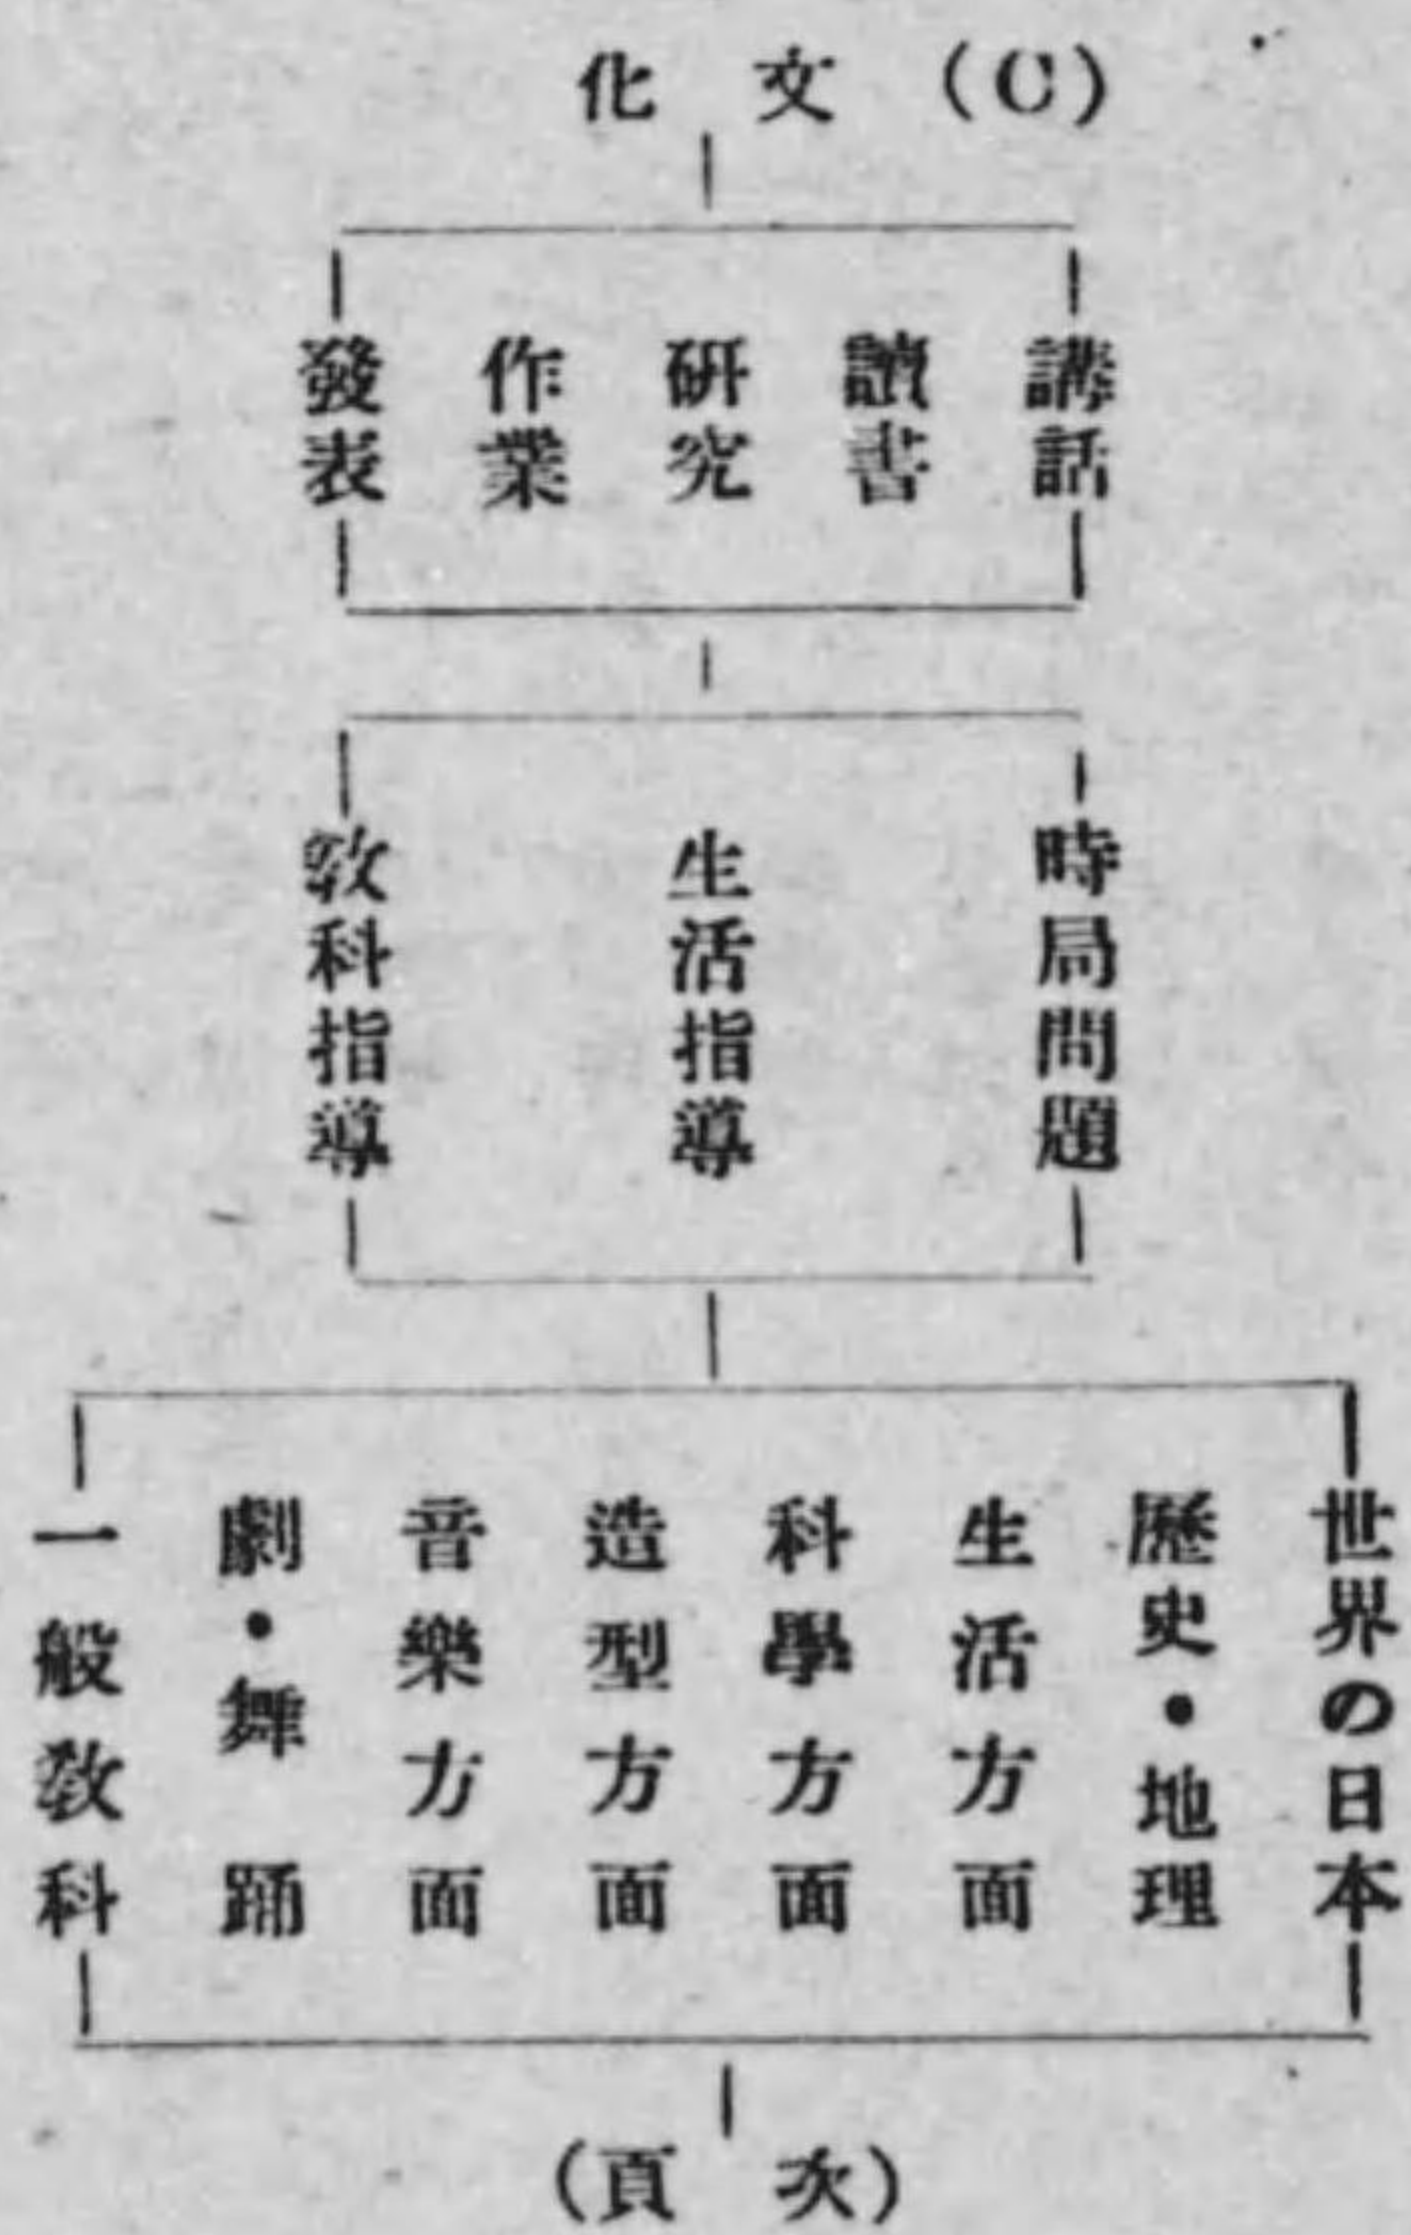 (C) 文化
講話
讀書
研究
作業
發表
時局問題
生活指導
敎科指導
世界の日本
歷史・地理
生活方面
科學方面
造型方面
音樂方面
劇・舞踊
一般敎科
(次頁)